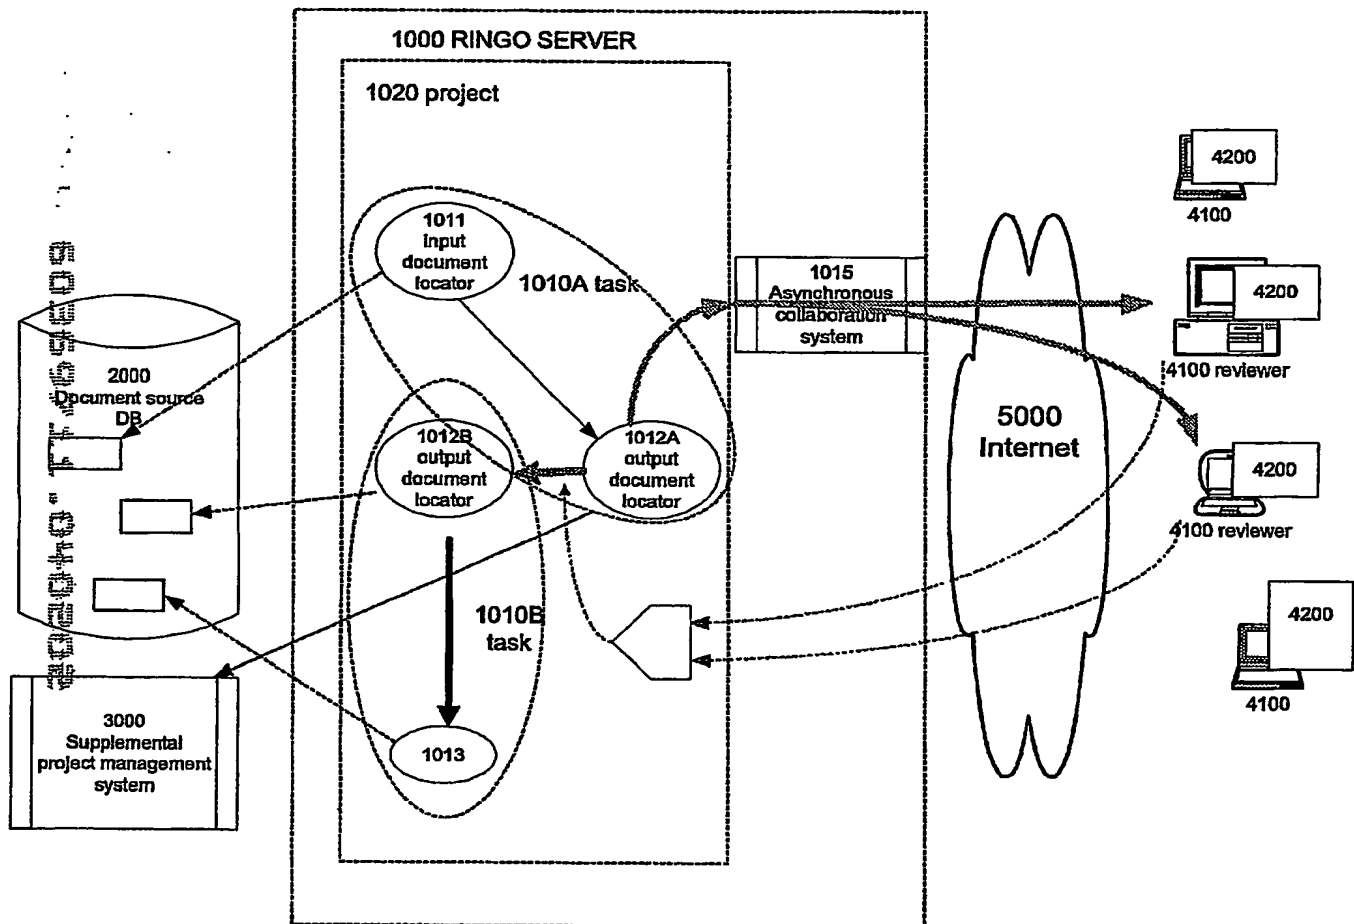 1000 RINGO SERVER
1020 project
1011
Input
document
locator
1010A task
1015
Asynchronous
collaboration
system
4200
4100
4200
4100 reviewer
2000
Document source
DB
1012B
output
document
locator
1012A
output
document
locator
5000
Internet
4200
4100 reviewer
1010B
task
4200
4100
3000
Supplemental
project management
system
1013